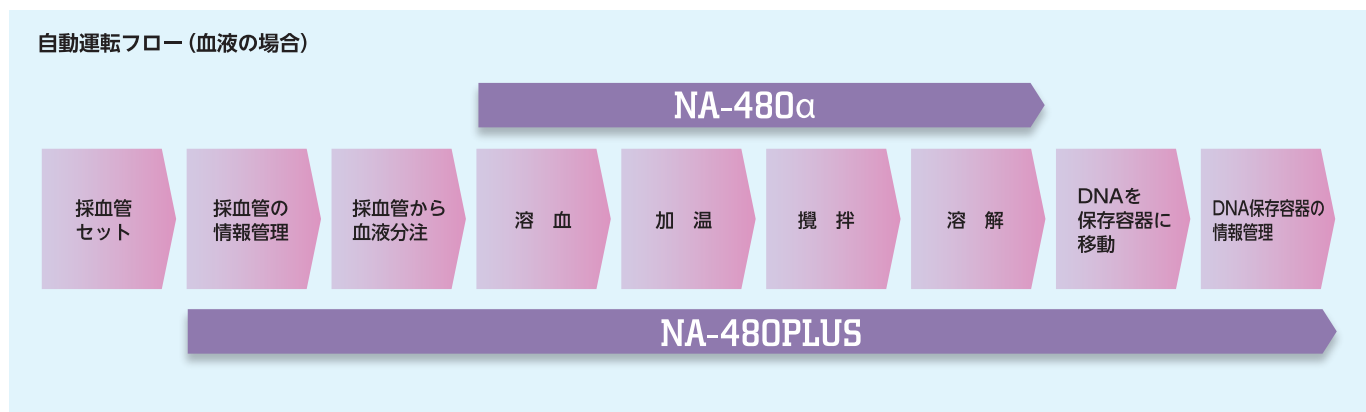 自動運転フロー（血液の場合）
NA-480α
採血管
セット
採血管の
情報管理
採血管から
血液分注
溶　血
加　温
攪　拌
溶　解
DNAを
保存容器に
移動
DNA保存容器の
情報管理
NA-480PLUS